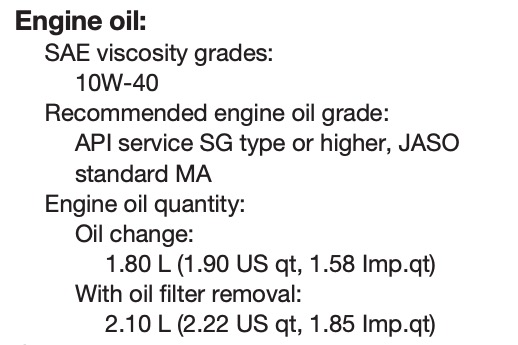 Engine oil:
SAE viscosity grades:
10W-40
Recommended engine oil grade:
API service SG type or higher, JASO
standard MA
Engine oil quantity:
Oil change:
1.80 L (1.90 US qt, 1.58 Imp.qt)
With oil filter removal:
2.10 L (2.22 US qt, 1.85 Imp.qt)